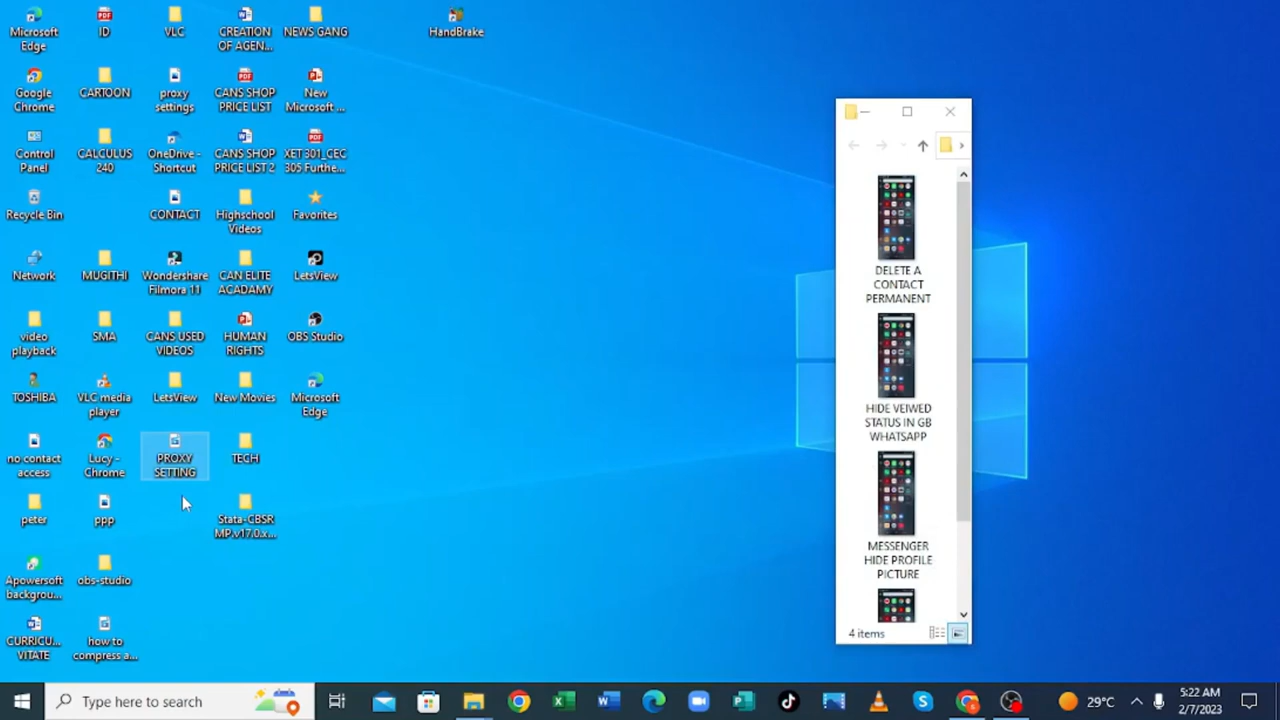 Microsoft
Edge
ID
VLC
CREATION
OF AGEN...
NEWS GANG
HandBrake
Google
Chrome
CARTOON
proxy
settings
CANS SHOP
PRICE LIST
New
Microsoft ...
Control
Panel
CALCULUS
240
OneDrive -
Shortcut
CANS SHOP
PRICE LIST 2
XET 301_CEC
305 Furthe...
Recycle Bin
CONTACT
Highschool
Videos
Favorites
Network
MUGITHI
Wondershare
Filmora 11
CAN ELITE
ACADAMY
LetsView
video
playback
SMA
CANS USED
VIDEOS
HUMAN
RIGHTS
OBS Studio
TOSHIBA
VLC media
player
LetsView
New Movies
Microsoft
Edge
no contact
access
Lucy -
Chrome
PROXY
SETTING
TECH
peter
ppp
Stata-CBSR
MP.v17.0.x...
Apowersoft
backgrou...
obs-studio
CURRICU...
VITATE
how to
compress a...
DELETE A
CONTACT
PERMANENT
HIDE VEIWED
STATUS IN GB
WHATSAPP
MESSENGER
HIDE PROFILE
PICTURE
4 items
Type here to search
29°C
5:22 AM
2/7/2023